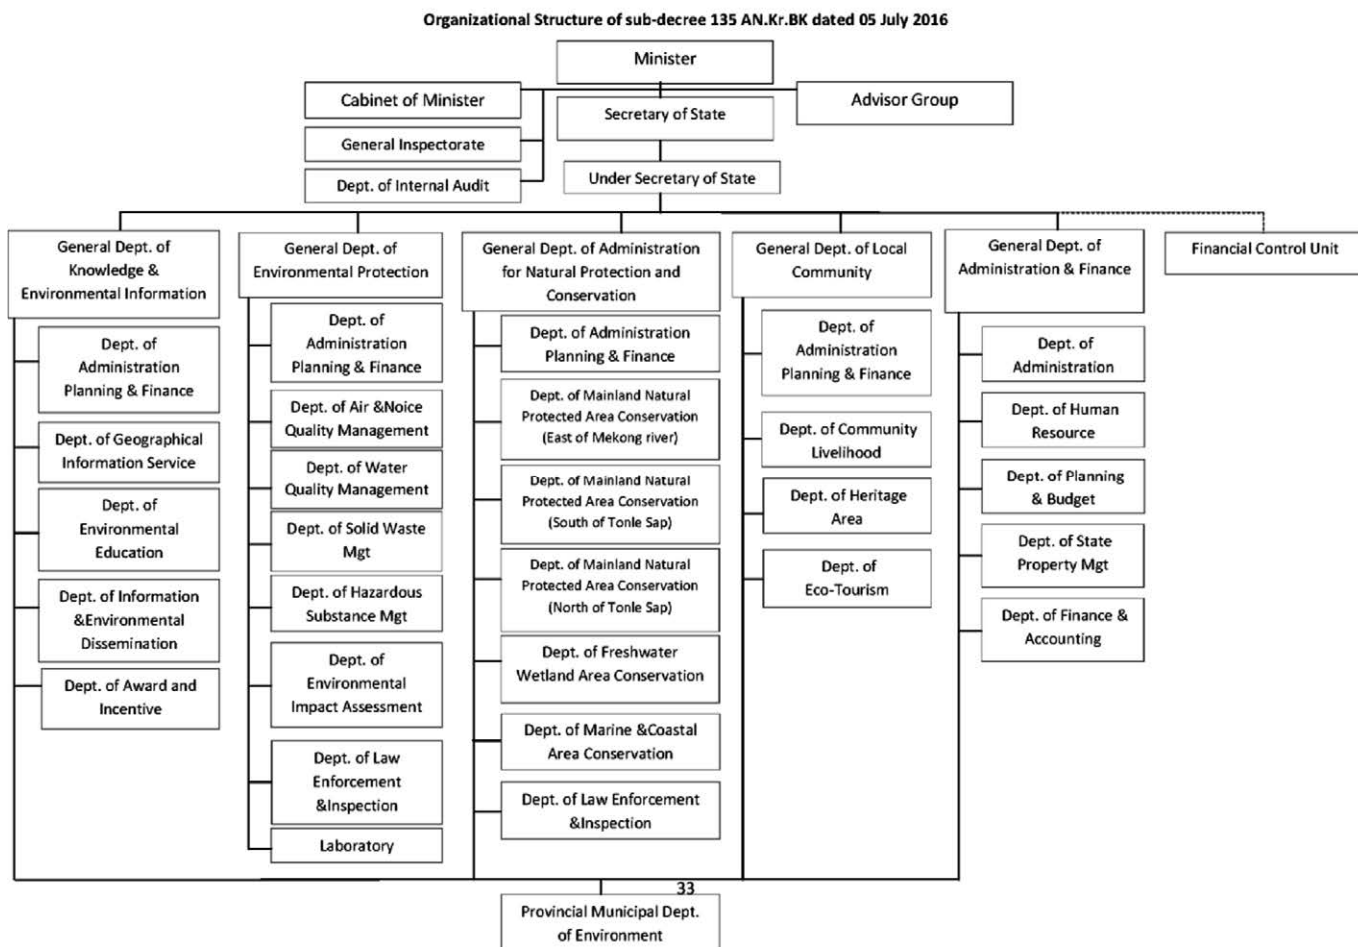 Organizational Structure of sub-decree 135 AN.Kr.BK dated 05 July 2016
Minister
Cabinet of Minister
Advisor Group
Secretary of State
General Inspectorate
Under Secretary of State
Dept. of Internal Audit
General Dept. of
Knowledge &
Environmental Information
Dept. of
Administration
Planning & Finance
Dept. of Geographical
Information Service
Dept. of
Environmental
Education
Dept. of Information
&Environmental
Dissemination
Dept. of Award and
Incentive
General Dept. of
Environmental Protection
Dept. of
Administration
Planning & Finance
Dept. of Air &Noice
Quality Management
Dept. of Water
Quality Management
Dept. of Solid Waste
Mgt
Dept. of Hazardous
Substance Mgt
Dept. of
Environmental
Impact Assessment
Dept. of Law
Enforcement
&Inspection
Laboratory
General Dept. of Administration
for Natural Protection and
Conservation
Dept. of Administration
Planning & Finance
Dept. of Mainland Natural
Protected Area Conservation
(East of Mekong river)
Dept. of Mainland Natural
Protected Area Conservation
(South of Tonle Sap)
Dept. of Mainland Natural
Protected Area Conservation
(North of Tonle Sap)
Dept. of Freshwater
Wetland Area Conservation
Dept. of Marine &Coastal
Area Conservation
Dept. of Law Enforcement
&Inspection
General Dept. of Local
Community
Dept. of
Administration
Planning & Finance
Dept. of Community
Livelihood
Dept. of Heritage
Area
Dept. of
Eco-Tourism
General Dept. of
Administration & Finance
Dept. of
Administration
Dept. of Human
Resource
Dept. of Planning
& Budget
Dept. of State
Property Mgt
Dept. of Finance &
Accounting
Financial Control Unit
33
Provincial Municipal Dept.
of Environment